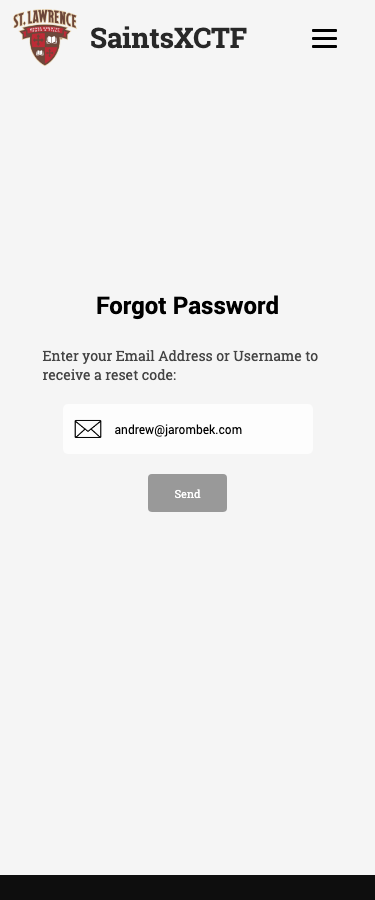 ST. LAWRENCE
SaintsXCTF
Forgot Password
Enter your Email Address or Username to
receive a reset code:
andrew@jarombek.com
Send